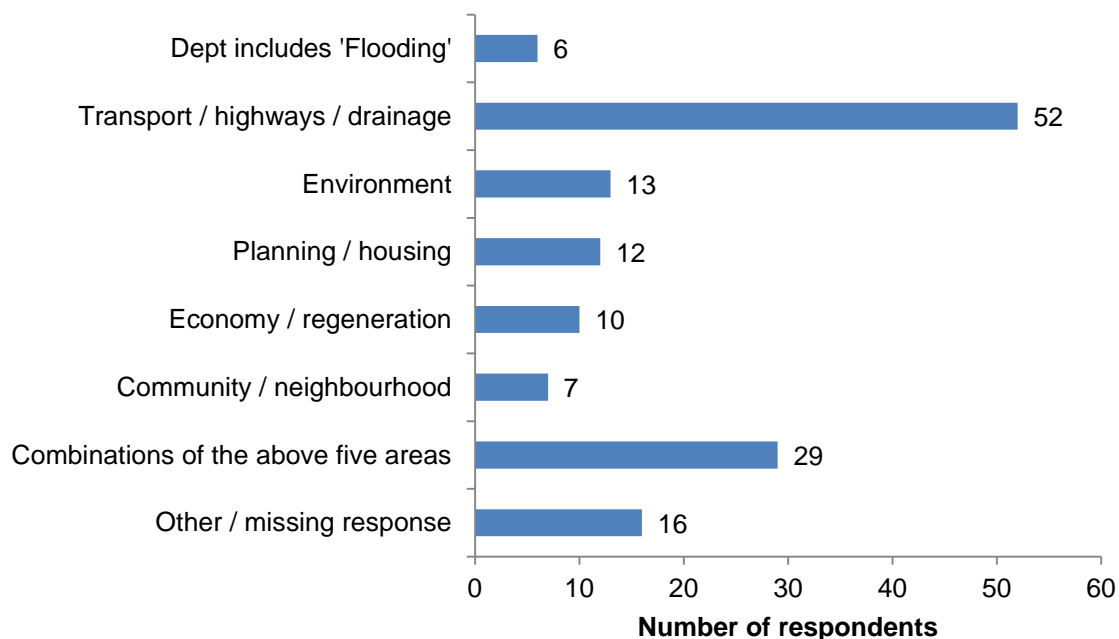 Dept includes 'Flooding' 6
Transport / highways / drainage 52
Environment 13
Planning / housing 12
Economy / regeneration 10
Community / neighbourhood 7
Combinations of the above five areas 29
Other / missing response 16
0 10 20 30 40 50 60
Number of respondents